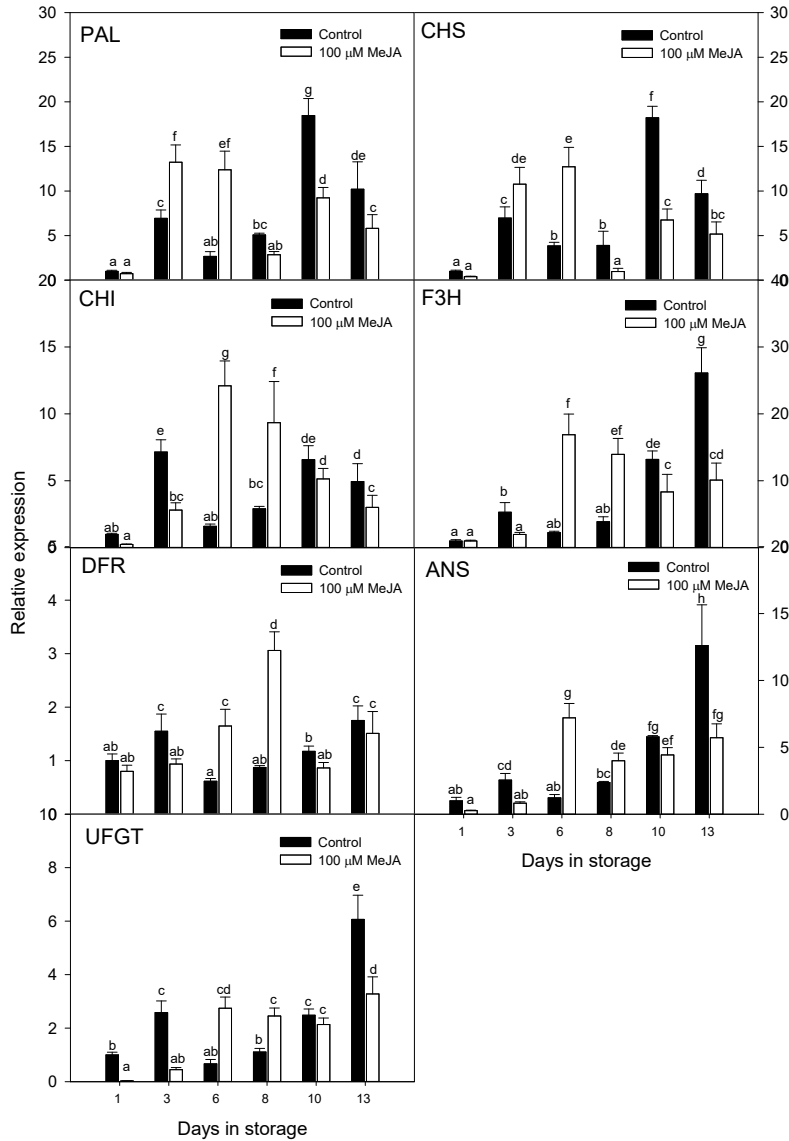 30
PAL
Control
100 μM MeJA
25
20
15
10
5
20
a a c f ab ef bc ab g d de c
CHS
Control
100 μM MeJA
30
25
20
15
10
5
a a c de b e b a f c d bc
CHI
Control
100 μM MeJA
15
10
5
ab a e bc ab g bc f de d d c
F3H
Control
100 μM MeJA
30
20
10
20
a a b a ab f ab ef de c g cd
Relative expression
DFR
Control
100 μM MeJA
4
3
2
1
10
ab ab c ab a c ab d b ab c c
ANS
Control
100 μM MeJA
15
10
5
0
ab a cd ab ab g bc de fg ef h fg
1 3 6 8 10 13
Days in storage
UFGT
Control
100 μM MeJA
8
6
4
2
0
b a c ab ab cd b c c c e d
1 3 6 8 10 13
Days in storage